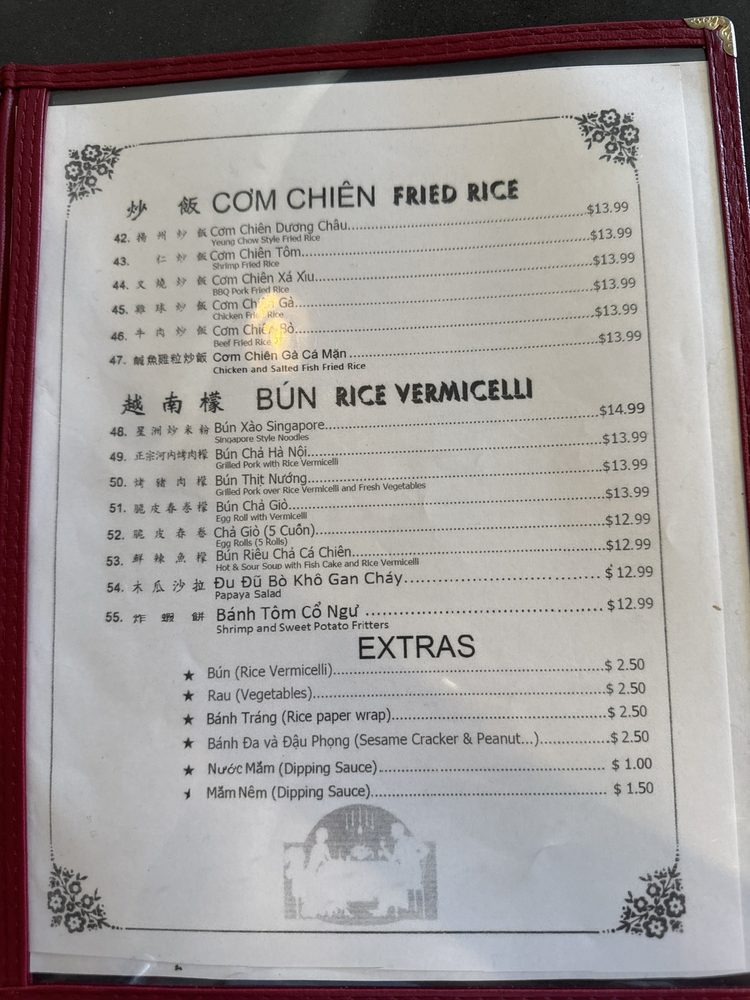 炒 飯 CƠM CHIÊN FRIED RICE
42. 揚 州 炒 飯 Cơm Chiên Dương Châu $13.99
Yeung Chow Style Fried Rice
43. 仁 炒 飯 Cơm Chiên Tôm $13.99
Shrimp Fried Rice
44. 叉 燒 炒 飯 Cơm Chiên Xá Xíu $13.99
BBQ Pork Fried Rice
45. 雞 球 炒 飯 Cơm Chiên Gà $13.99
Chicken Fried Rice
46. 牛 肉 炒 飯 Cơm Chiên Bò $13.99
Beef Fried Rice
47. 鹹魚雞粒炒飯 Cơm Chiên Gà Cá Mặn $13.99
Chicken and Salted Fish Fried Rice
越 南 檬 BÚN RICE VERMICELLI
48. 星 洲 炒 米 粉 Bún Xào Singapore $14.99
Singapore Style Noodles
49. 正宗河內烤肉檬 Bún Chả Hà Nội $13.99
Grilled Pork with Rice Vermicelli
50. 烤 豬 肉 檬 Bún Thịt Nướng $13.99
Grilled Pork over Rice Vermicelli and Fresh Vegetables
51. 脆 皮 春 卷 檬 Bún Chả Giò $13.99
Egg Roll with Vermicelli
52. 脆 皮 春 卷 Chả Giò (5 Cuốn) $12.99
Egg Rolls (5 Rolls)
53. 鮮 辣 魚 檬 Bún Riêu Chả Cá Chiên $12.99
Hot & Sour Soup with Fish Cake and Rice Vermicelli
54. 木 瓜 沙 拉 Đu Đũ Bò Khô Gan Cháy $ 12.99
Papaya Salad
55. 炸 蝦 餅 Bánh Tôm Cổ Ngư $12.99
Shrimp and Sweet Potato Fritters
EXTRAS
★ Bún (Rice Vermicelli) $ 2.50
★ Rau (Vegetables) $ 2.50
★ Bánh Tráng (Rice paper wrap) $ 2.50
★ Bánh Đa và Đậu Phọng (Sesame Cracker & Peanut...) $ 2.50
★ Nước Mắm (Dipping Sauce) $ 1.00
★ Mắm Nêm (Dipping Sauce) $ 1.50